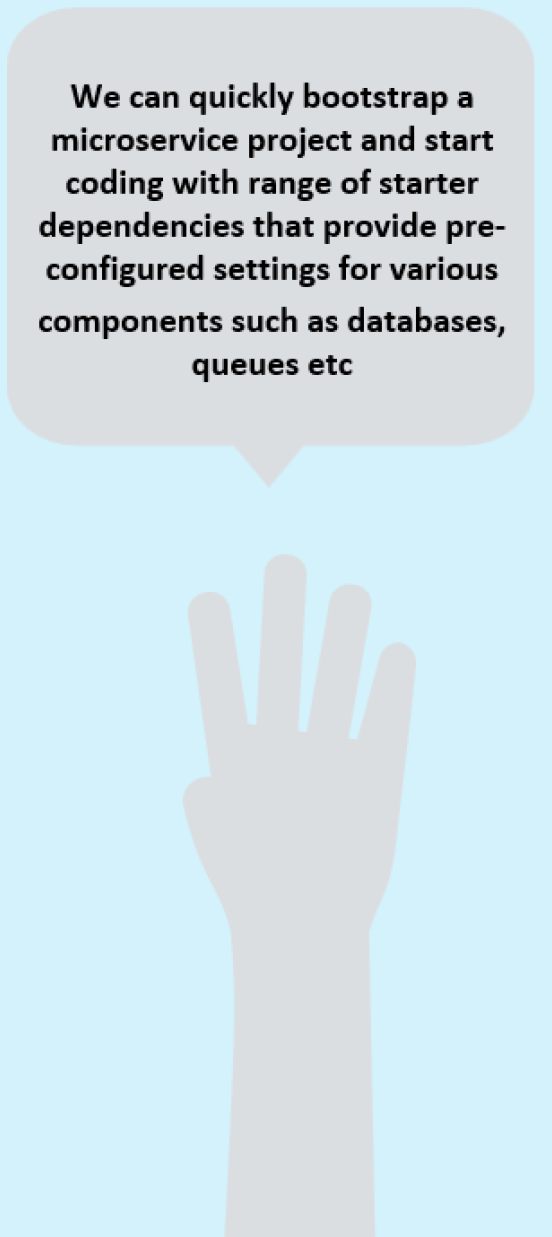 We can quickly bootstrap a
microservice project and start
coding with range of starter
dependencies that provide pre-
configured settings for various
components such as databases,
queues etc